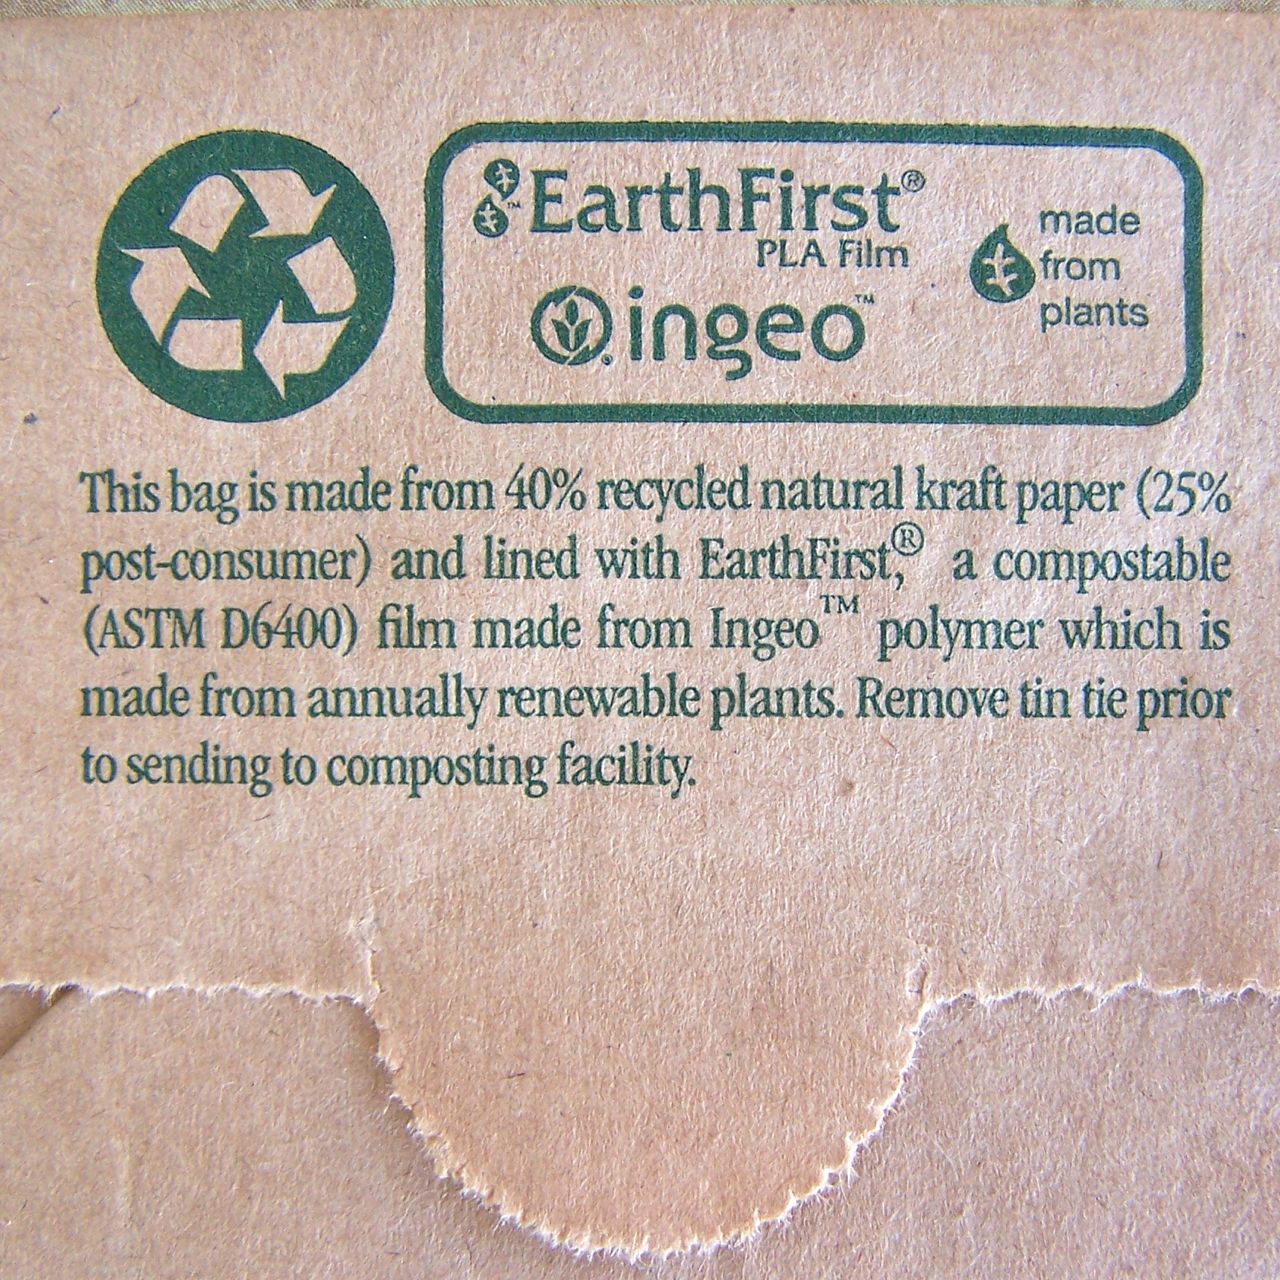 EarthFirst®
PLA Film
ingeo™
made
from
plants
This bag is made from 40% recycled natural kraft paper (25%
post-consumer) and lined with EarthFirst,® a compostable
(ASTM D6400) film made from Ingeo™ polymer which is
made from annually renewable plants. Remove tin tie prior
to sending to composting facility.